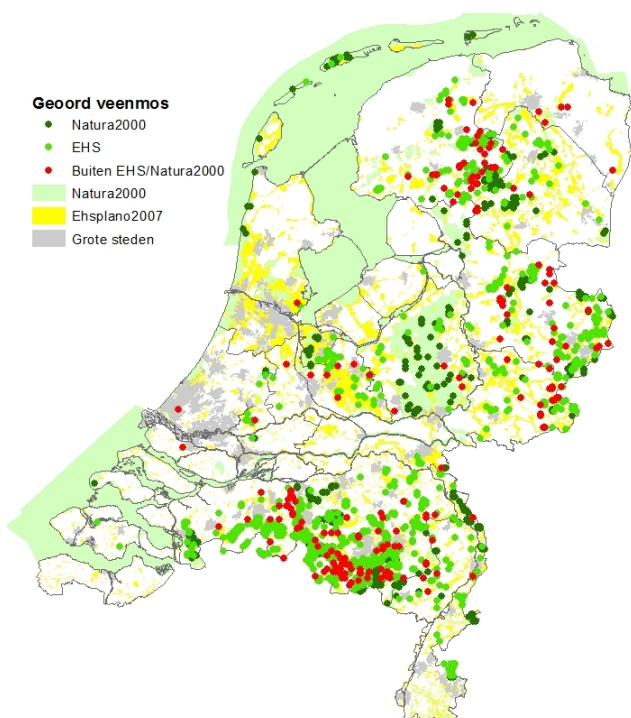 Geoord veenmos
Natura2000
EHS
Buiten EHS/Natura2000
Natura2000
Ehsplano2007
Grote steden